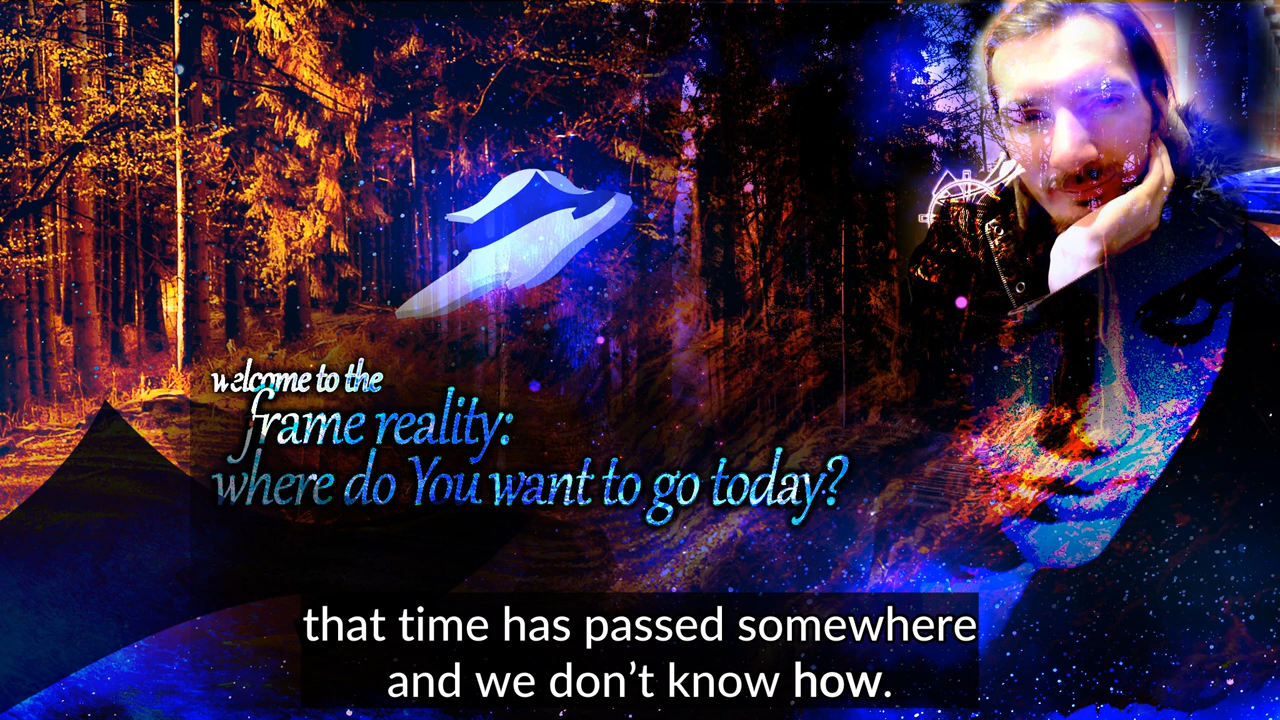 welcome to the
frame reality:
where do You want to go today?
that time has passed somewhere
and we don’t know how.